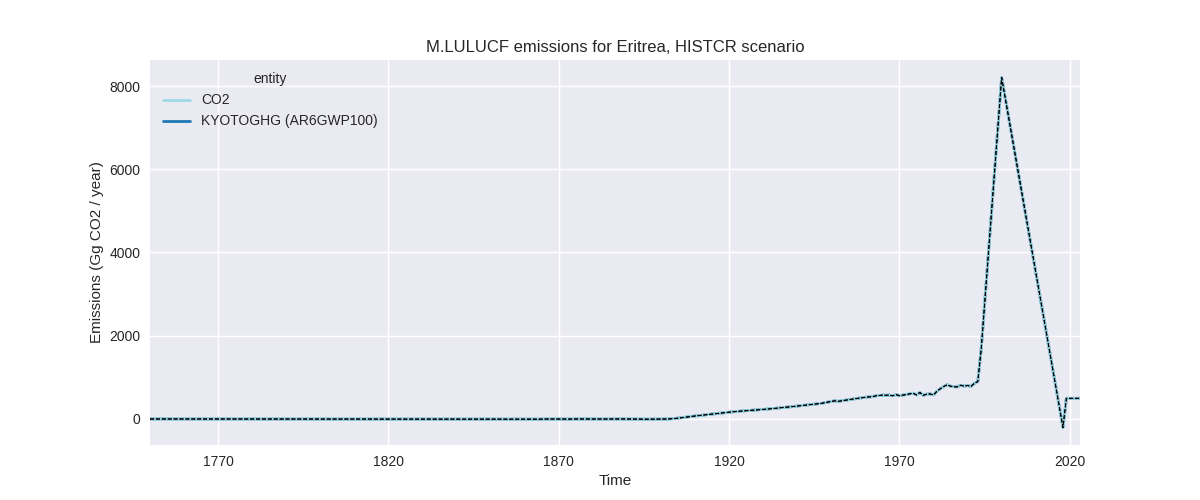 M.LULUCF emissions for Eritrea, HISTCR scenario
entity
CO2
KYOTOGHG (AR6GWP100)
Emissions (Gg CO2 / year)
8000
6000
4000
2000
0
1770 1820 1870 1920 1970 2020
Time